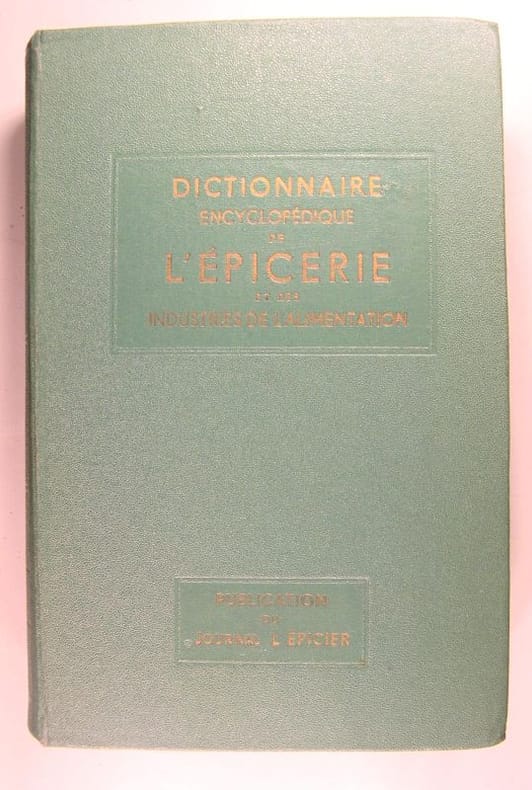 DICTIONNAIRE
ENCYCLOPÉDIQUE
DE
L'ÉPICERIE
ET DES
INDUSTRIES DE L'ALIMENTATION
PUBLICATION
DU
JOURNAL L'ÉPICIER